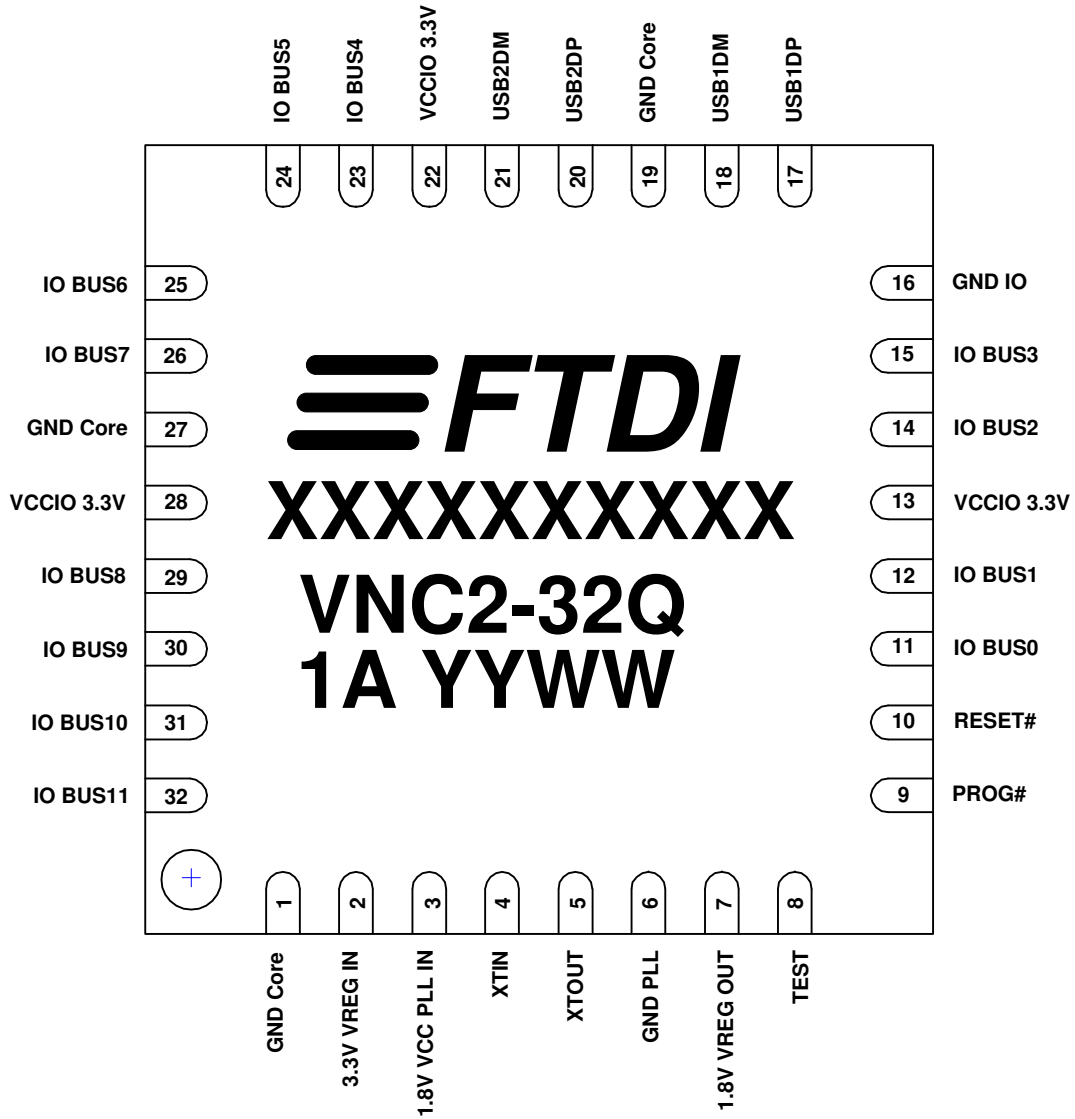 IO BUS5
IO BUS4
VCCIO 3.3V
USB2DM
USB2DP
GND Core
USB1DM
USB1DP
24
23
22
21
20
19
18
17
IO BUS6 25
16 GND IO
IO BUS7 26
15 IO BUS3
GND Core 27
14 IO BUS2
VCCIO 3.3V 28
13 VCCIO 3.3V
IO BUS8 29
12 IO BUS1
IO BUS9 30
11 IO BUS0
IO BUS10 31
10 RESET#
IO BUS11 32
9 PROG#
FTDI
XXXXXXXXXX
VNC2-32Q
1A YYWW
1
2
3
4
5
6
7
8
GND Core
3.3V VREG IN
1.8V VCC PLL IN
XTIN
XTOUT
GND PLL
1.8V VREG OUT
TEST